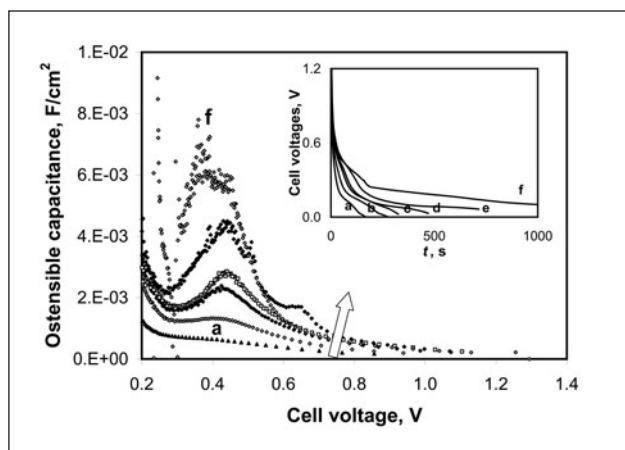 Ostensible capacitance, F/cm²
1.E-02
8.E-03
6.E-03
4.E-03
2.E-03
0.E+00
0.2 0.4 0.6 0.8 1.0 1.2 1.4
Cell voltage, V
f
a
Cell voltages, V
1.2
0.6
0.0
0 500 1000
t, s
a b c d e
f